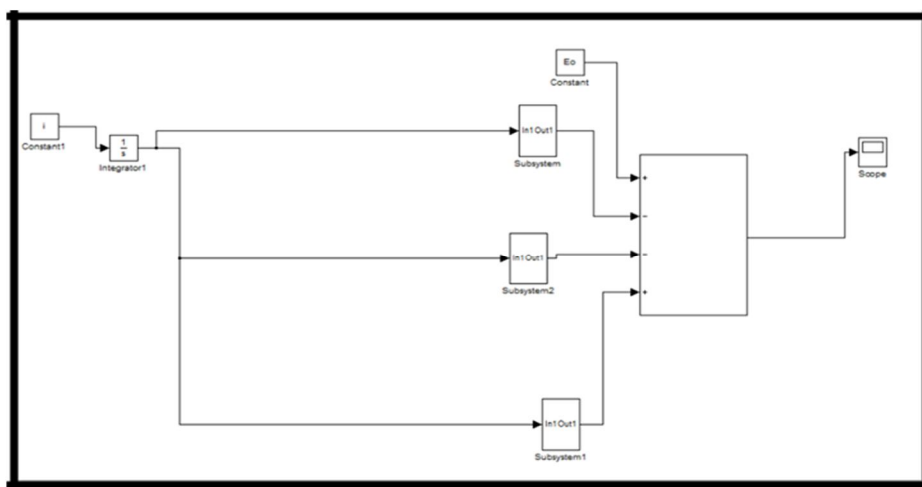 Eo
Constant
i
Constant1
1
s
Integrator1
In1 Out1
Subsystem
Scope
+
−
−
+
In1 Out1
Subsystem2
In1 Out1
Subsystem1